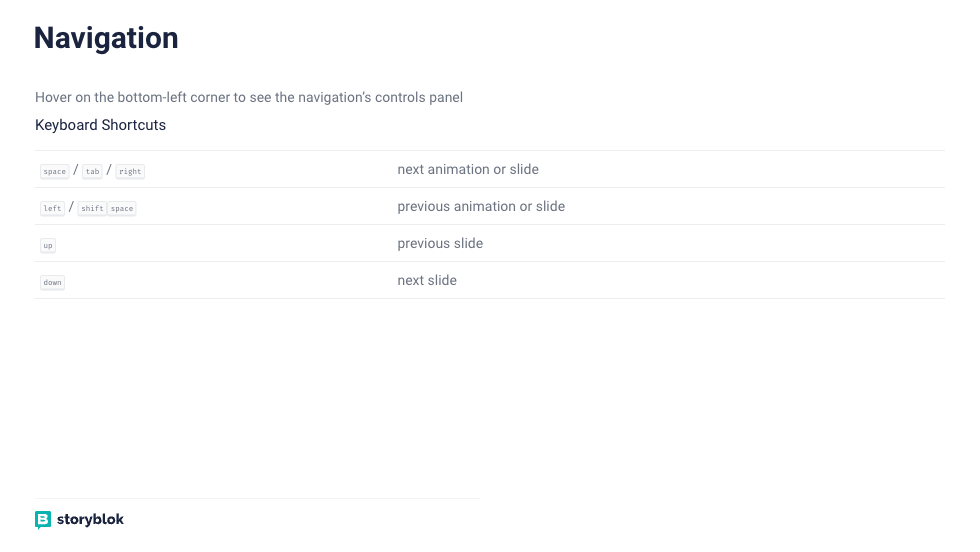 Navigation
Hover on the bottom-left corner to see the navigation's controls panel
Keyboard Shortcuts
space / tab / right next animation or slide
left / shift space previous animation or slide
up previous slide
down next slide
storyblok